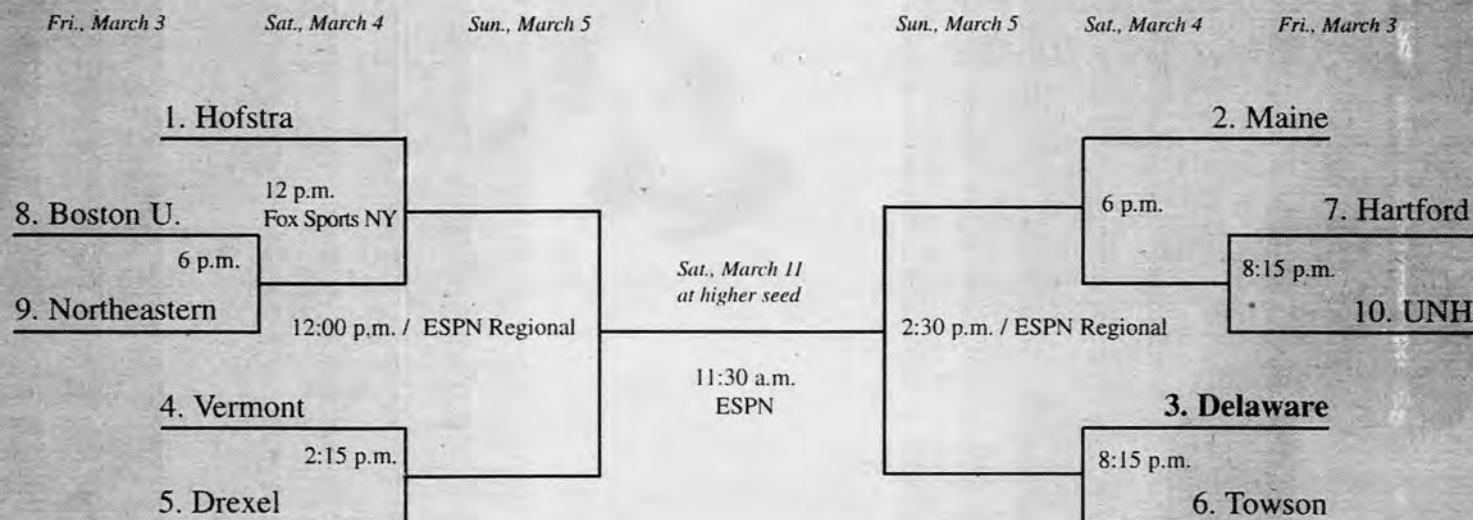 Fri., March 3
Sat., March 4
Sun., March 5
Sun., March 5
Sat., March 4
Fri., March 3
1. Hofstra
12 p.m.
Fox Sports NY
8. Boston U.
6 p.m.
9. Northeastern
12:00 p.m. / ESPN Regional
4. Vermont
2:15 p.m.
5. Drexel
Sat., March 11
at higher seed
11:30 a.m.
ESPN
2. Maine
6 p.m.
7. Hartford
8:15 p.m.
10. UNH
2:30 p.m. / ESPN Regional
3. Delaware
8:15 p.m.
6. Towson